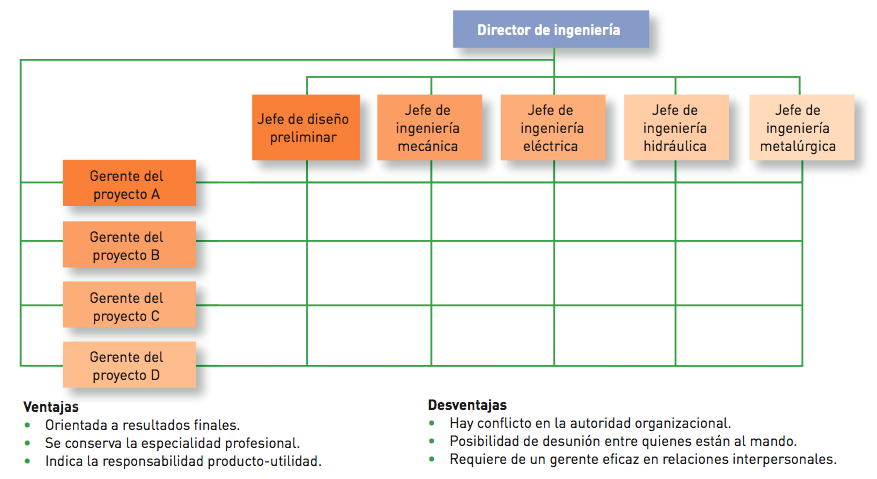 Director de ingeniería
Jefe de diseño
preliminar
Jefe de
ingeniería
mecánica
Jefe de
ingeniería
eléctrica
Jefe de
ingeniería
hidráulica
Jefe de
ingeniería
metalúrgica
Gerente del
proyecto A
Gerente del
proyecto B
Gerente del
proyecto C
Gerente del
proyecto D
Ventajas
• Orientada a resultados finales.
• Se conserva la especialidad profesional.
• Indica la responsabilidad producto-utilidad.
Desventajas
• Hay conflicto en la autoridad organizacional.
• Posibilidad de desunión entre quienes están al mando.
• Requiere de un gerente eficaz en relaciones interpersonales.